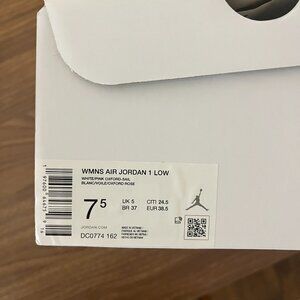 WMNS AIR JORDAN 1 LOW
WHITE/PINK OXFORD-SAIL
BLANC/VOILE/OXFORD ROSE
7 5
UK 5
CITI 24.5
BR 37
EUR 38.5
JORDAN.COM
DC0774 162